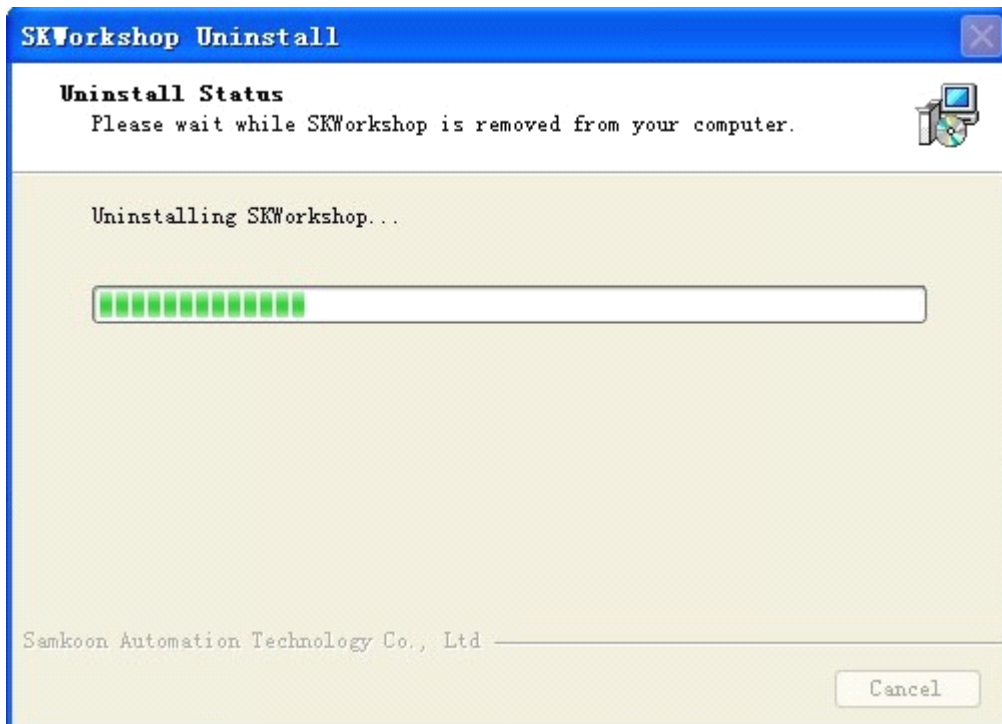 SKWorkshop Uninstall
Uninstall Status
Please wait while SKWorkshop is removed from your computer.
Uninstalling SKWorkshop...
Samkoon Automation Technology Co., Ltd
Cancel